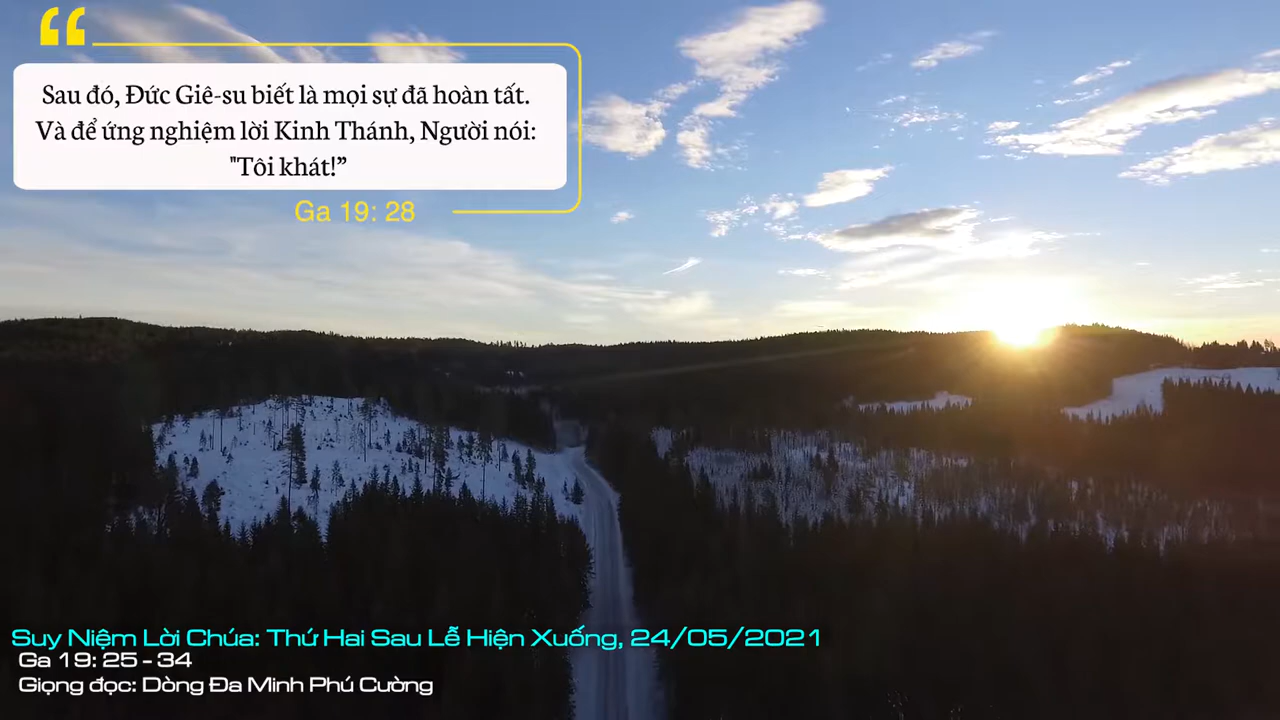 Sau đó, Đức Giê-su biết là mọi sự đã hoàn tất.
Và để ứng nghiệm lời Kinh Thánh, Người nói:
"Tôi khát!”
Ga 19: 28
Suy Niệm Lời Chúa: Thứ Hai Sau Lễ Hiện Xuống, 24/05/2021
Ga 19: 25 - 34
Giọng đọc: Dòng Đa Minh Phú Cường